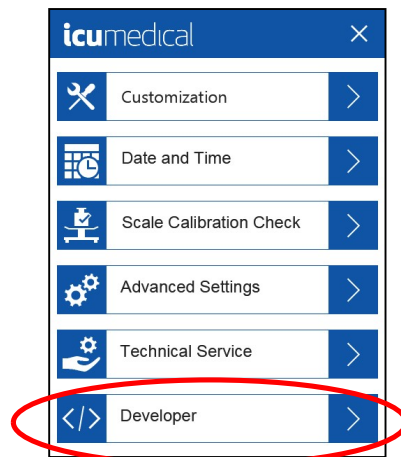 icumedical
Customization
Date and Time
Scale Calibration Check
Advanced Settings
Technical Service
</> Developer